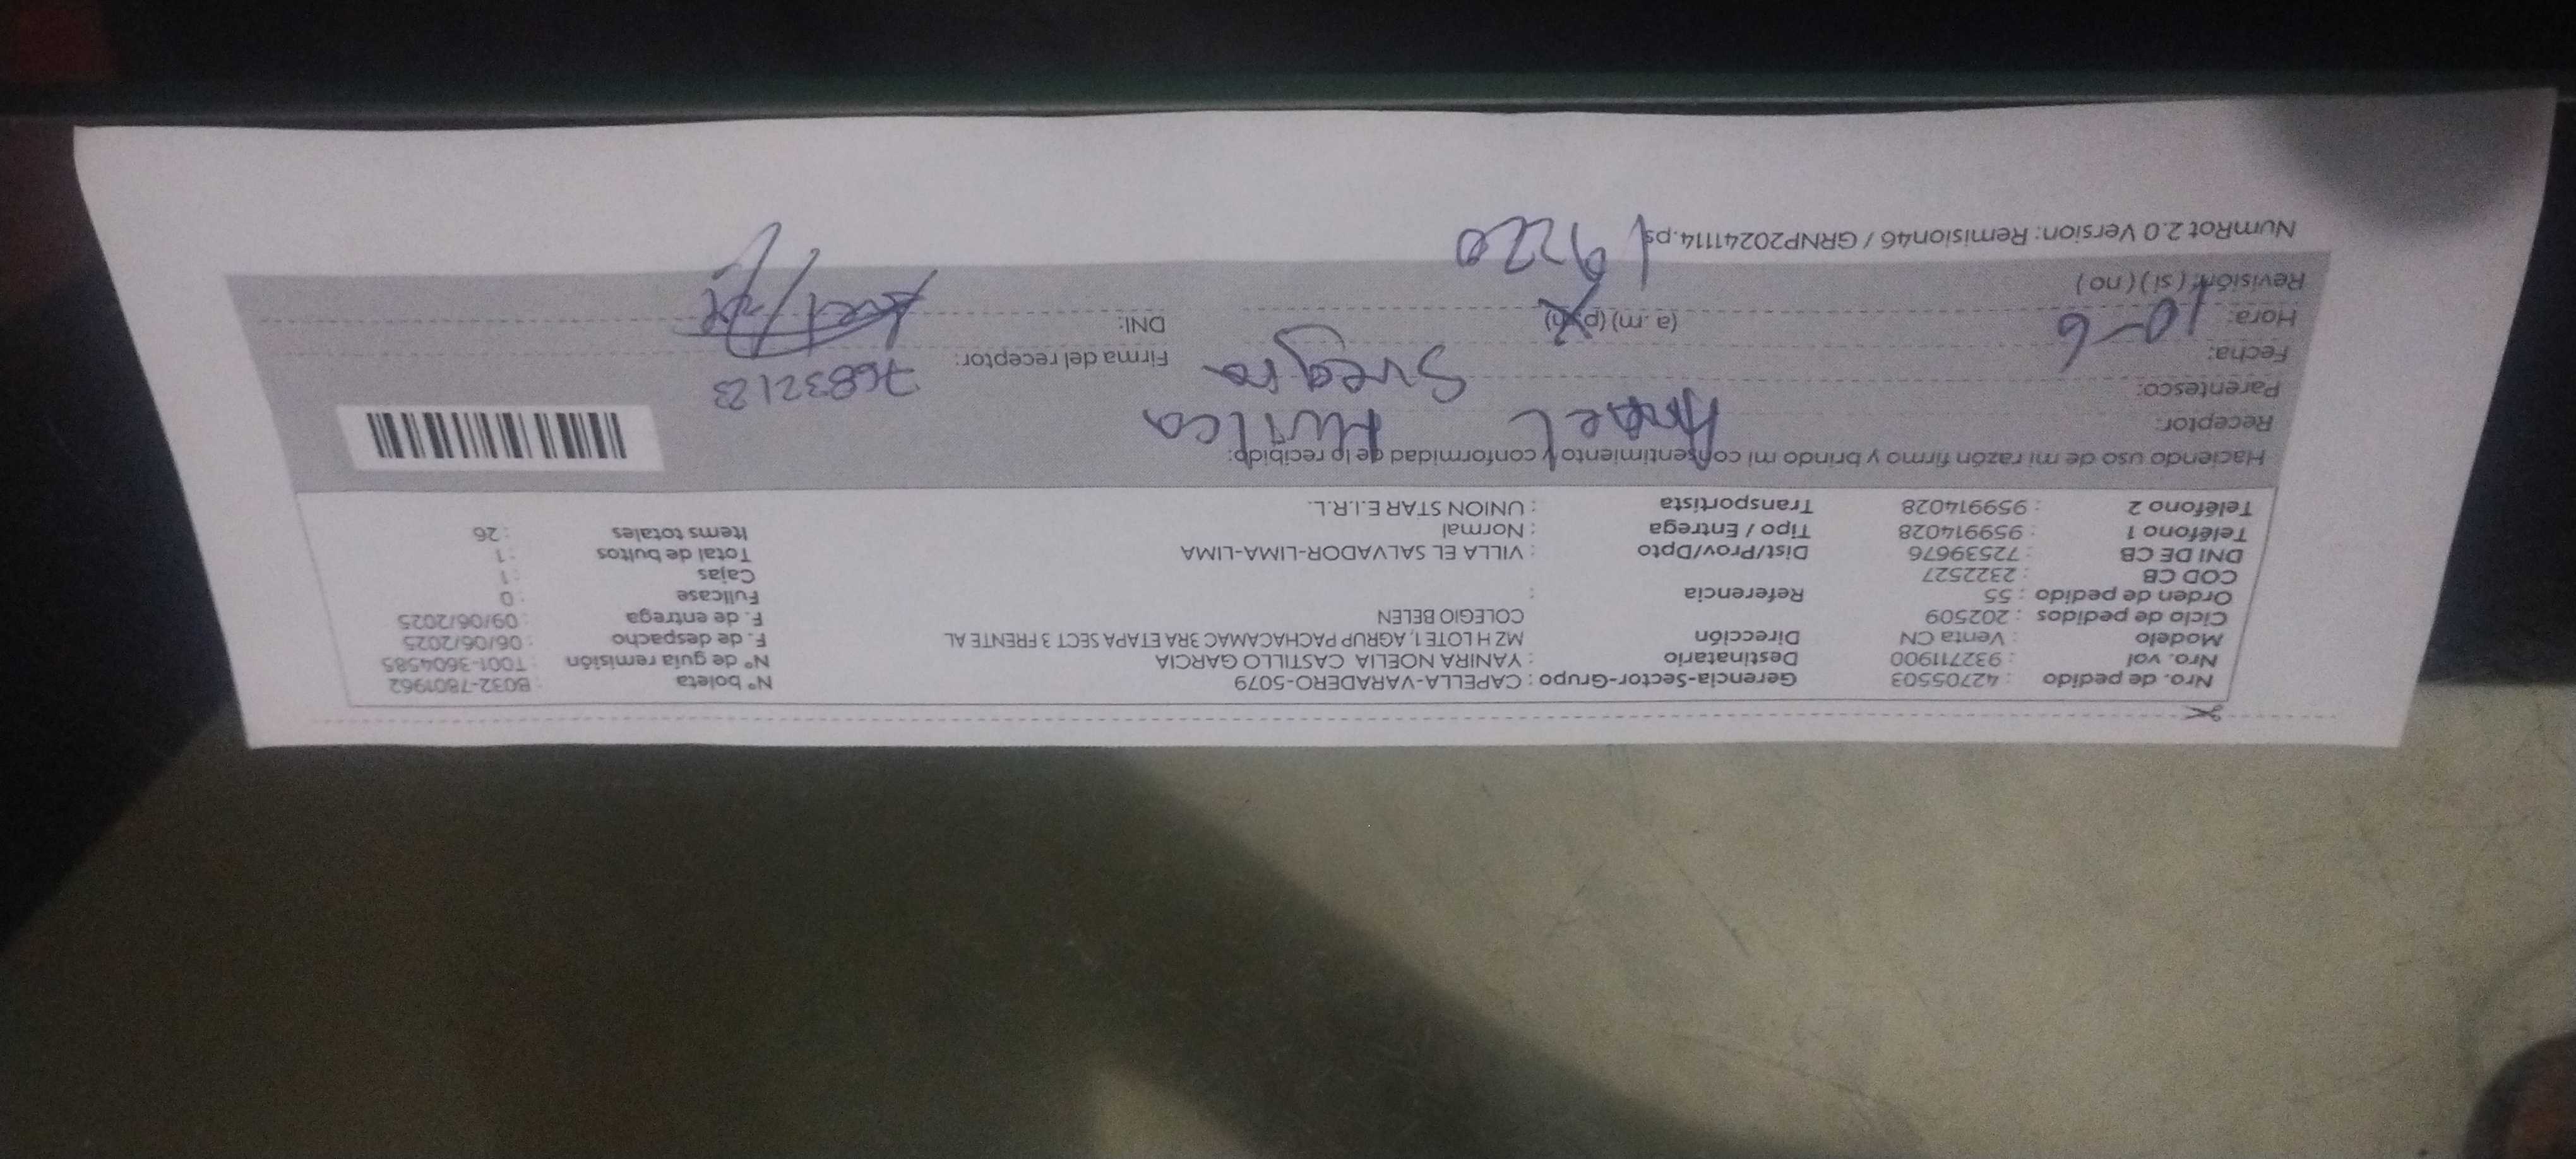 Nro. de pedido : 42705503 Gerencia-Sector-Grupo : CAPELLA-VARADERO-5079 N° boleta : B032-7801962
Nro. vol : 932711900 Destinatario : YANIRA NOELIA CASTILLO GARCIA N° de guía remisión : T001-3604585
Modelo : Venta CN Dirección : MZ H LOTE 1, AGRUP PACHACAMAC 3RA ETAPA SECT 3 FRENTE AL F. de despacho : 06/06/2025
Ciclo de pedidos : 202509 COLEGIO BELEN F. de entrega : 09/06/2025
Orden de pedido : 55 Referencia : Fullcase : 0
COD CB : 2322527 Cajas : 1
DNI DE CB : 72539676 Dist/Prov/Dpto : VILLA EL SALVADOR-LIMA-LIMA Total de bultos : 1
Teléfono 1 : 959914028 Tipo / Entrega : Normal Items totales : 26
Teléfono 2 : 959914028 Transportista : UNION STAR E.I.R.L.
Haciendo uso de mi razón firmo y brindo mi consentimiento y conformidad de lo recibido:
Receptor:
Parentesco: Suegra 76832123
Fecha: 10-6 Firma del receptor:
Hora: (a.m) (p.m) DNI:
Revisión: (si) (no) 9220
NumRot 2.0 Version: Remision46 / GRNP20241114.ps